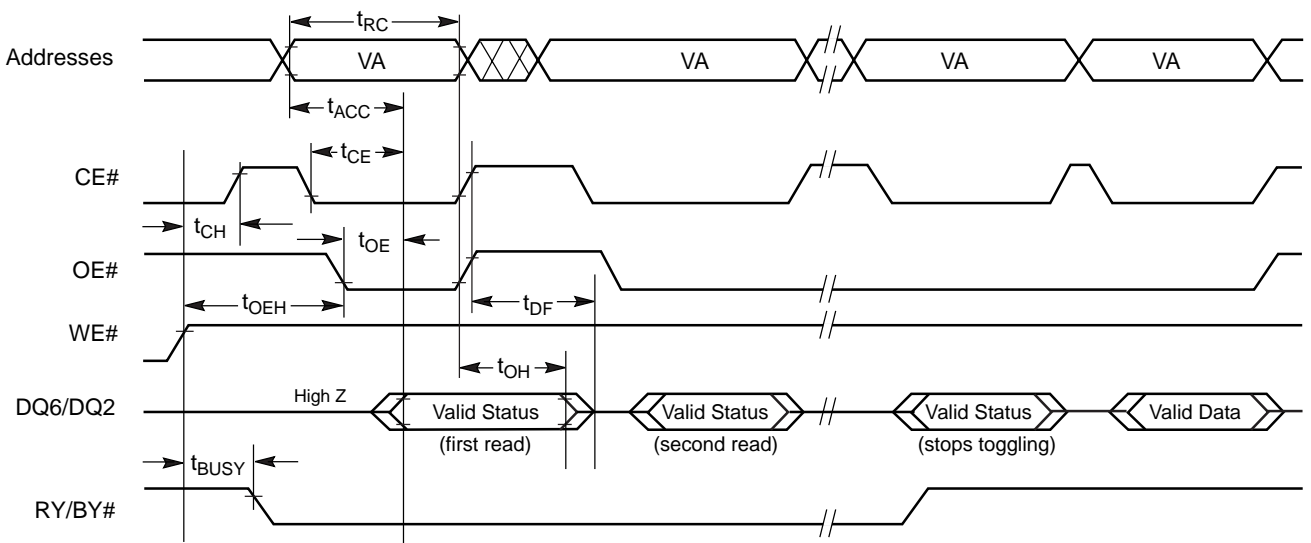 tRC
Addresses VA VA VA VA
tACC
tCE
CE#
tCH tOE
OE#
tOEH tDF
WE#
tOH
High Z
DQ6/DQ2 Valid Status Valid Status Valid Status Valid Data
(first read) (second read) (stops toggling)
tBUSY
RY/BY#